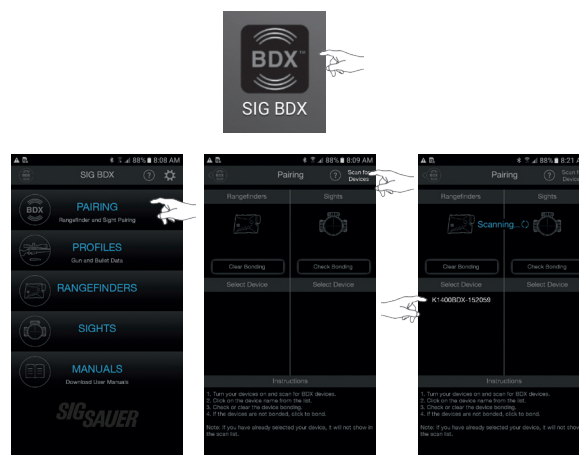 BDX™
SIG BDX
88% 8:08 AM
BDX
SIG BDX
?
BDX
PAIRING
Rangefinder and Sight Pairing
PROFILES
Gun and Bullet Data
RANGEFINDERS
SIGHTS
MANUALS
Download User Manuals
SIG SAUER
88% 8:09 AM
BDX
Pairing
?
Scan for
Devices
Rangefinders
Sights
Clear Bonding
Check Bonding
Select Device
Select Device
Instructions
1. Turn your devices on and scan for BDX devices.
2. Click on the device name from the list.
3. Check or clear the device bonding.
4. If the devices are not bonded, click to bond.
Note: If you have already selected your device, it will not show in
the scan list.
88% 8:21 A
BDX
Pairing
?
Scan f
Device
Rangefinders
Sights
Scanning...
Clear Bonding
Check Bonding
Select Device
Select Device
K1400BDX-152059
Instructions
1. Turn your devices on and scan for BDX devices.
2. Click on the device name from the list.
3. Check or clear the device bonding.
4. If the devices are not bonded, click to bond.
Note: If you have already selected your device, it will not show
the scan list.